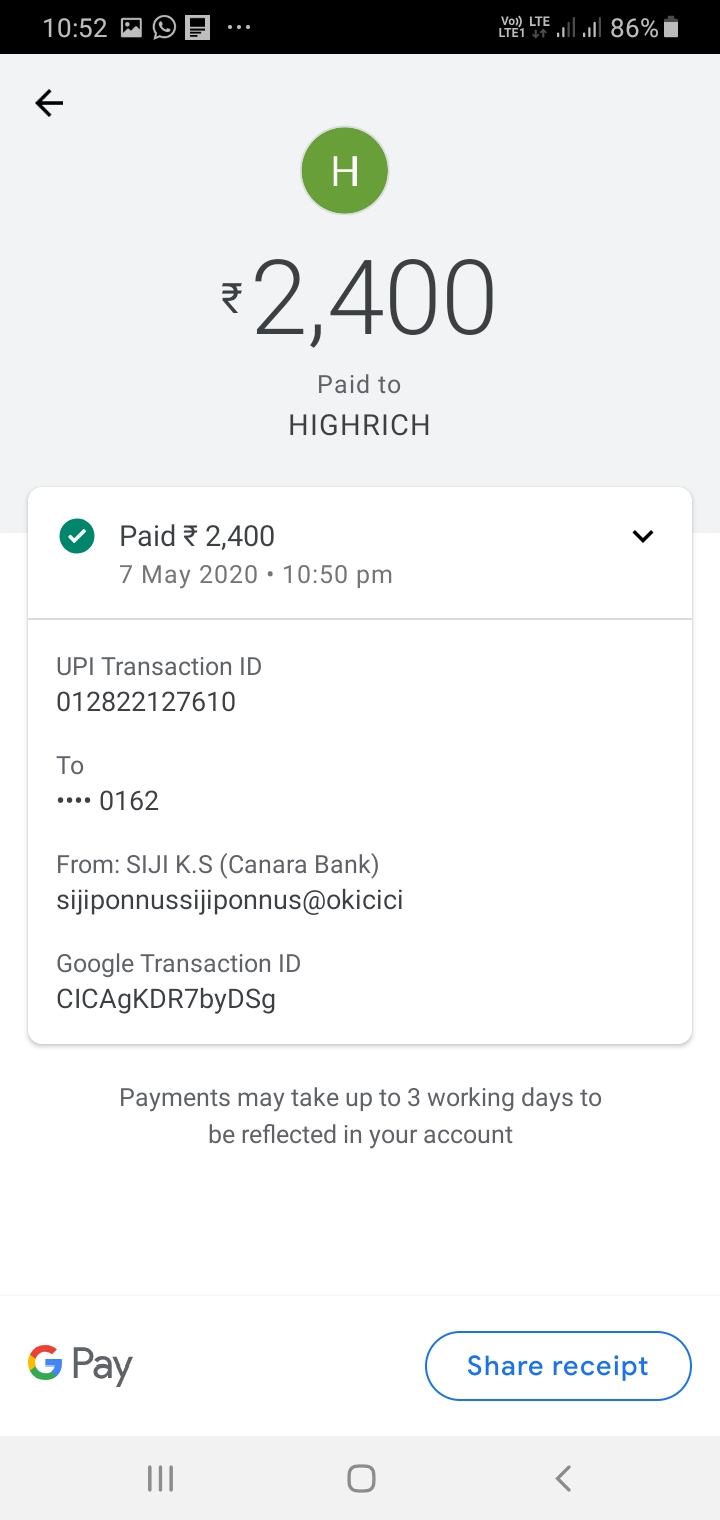 10:52 ... Vo)) LTE LTE1 86%
H
₹2,400
Paid to
HIGHRICH
Paid ₹ 2,400
7 May 2020 • 10:50 pm
UPI Transaction ID
012822127610
To
•••• 0162
From: SIJI K.S (Canara Bank)
sijiponnussijiponnus@okicici
Google Transaction ID
CICAgKDR7byDSg
Payments may take up to 3 working days to
be reflected in your account
G Pay
Share receipt